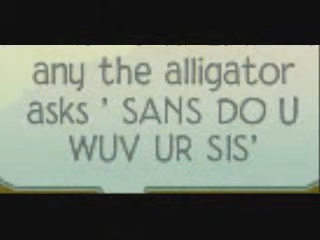 any the alligator
asks ' SANS DO U
WUV UR SIS'